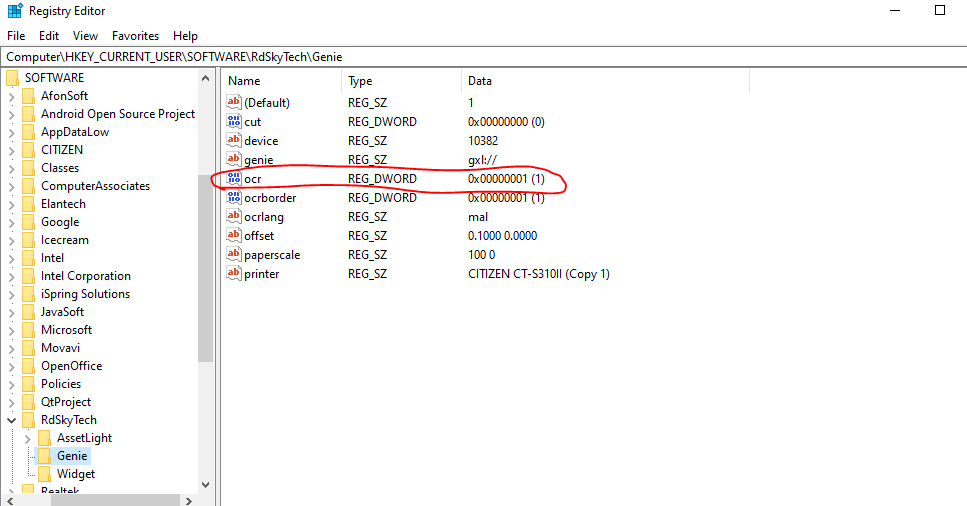 Registry Editor
File Edit View Favorites Help
Computer\HKEY_CURRENT_USER\SOFTWARE\RdSkyTech\Genie
SOFTWARE
AfonSoft
Android Open Source Project
AppDataLow
CITIZEN
Classes
ComputerAssociates
Elantech
Google
Icecream
Intel
Intel Corporation
iSpring Solutions
JavaSoft
Microsoft
Movavi
OpenOffice
Policies
QtProject
RdSkyTech
AssetLight
Genie
Widget
Realtek
Name Type Data
(Default) REG_SZ 1
cut REG_DWORD 0x00000000 (0)
device REG_SZ 10382
genie REG_SZ gxl://
ocr REG_DWORD 0x00000001 (1)
ocrborder REG_DWORD 0x00000001 (1)
ocrlang REG_SZ mal
offset REG_SZ 0.1000 0.0000
paperscale REG_SZ 100 0
printer REG_SZ CITIZEN CT-S310II (Copy 1)